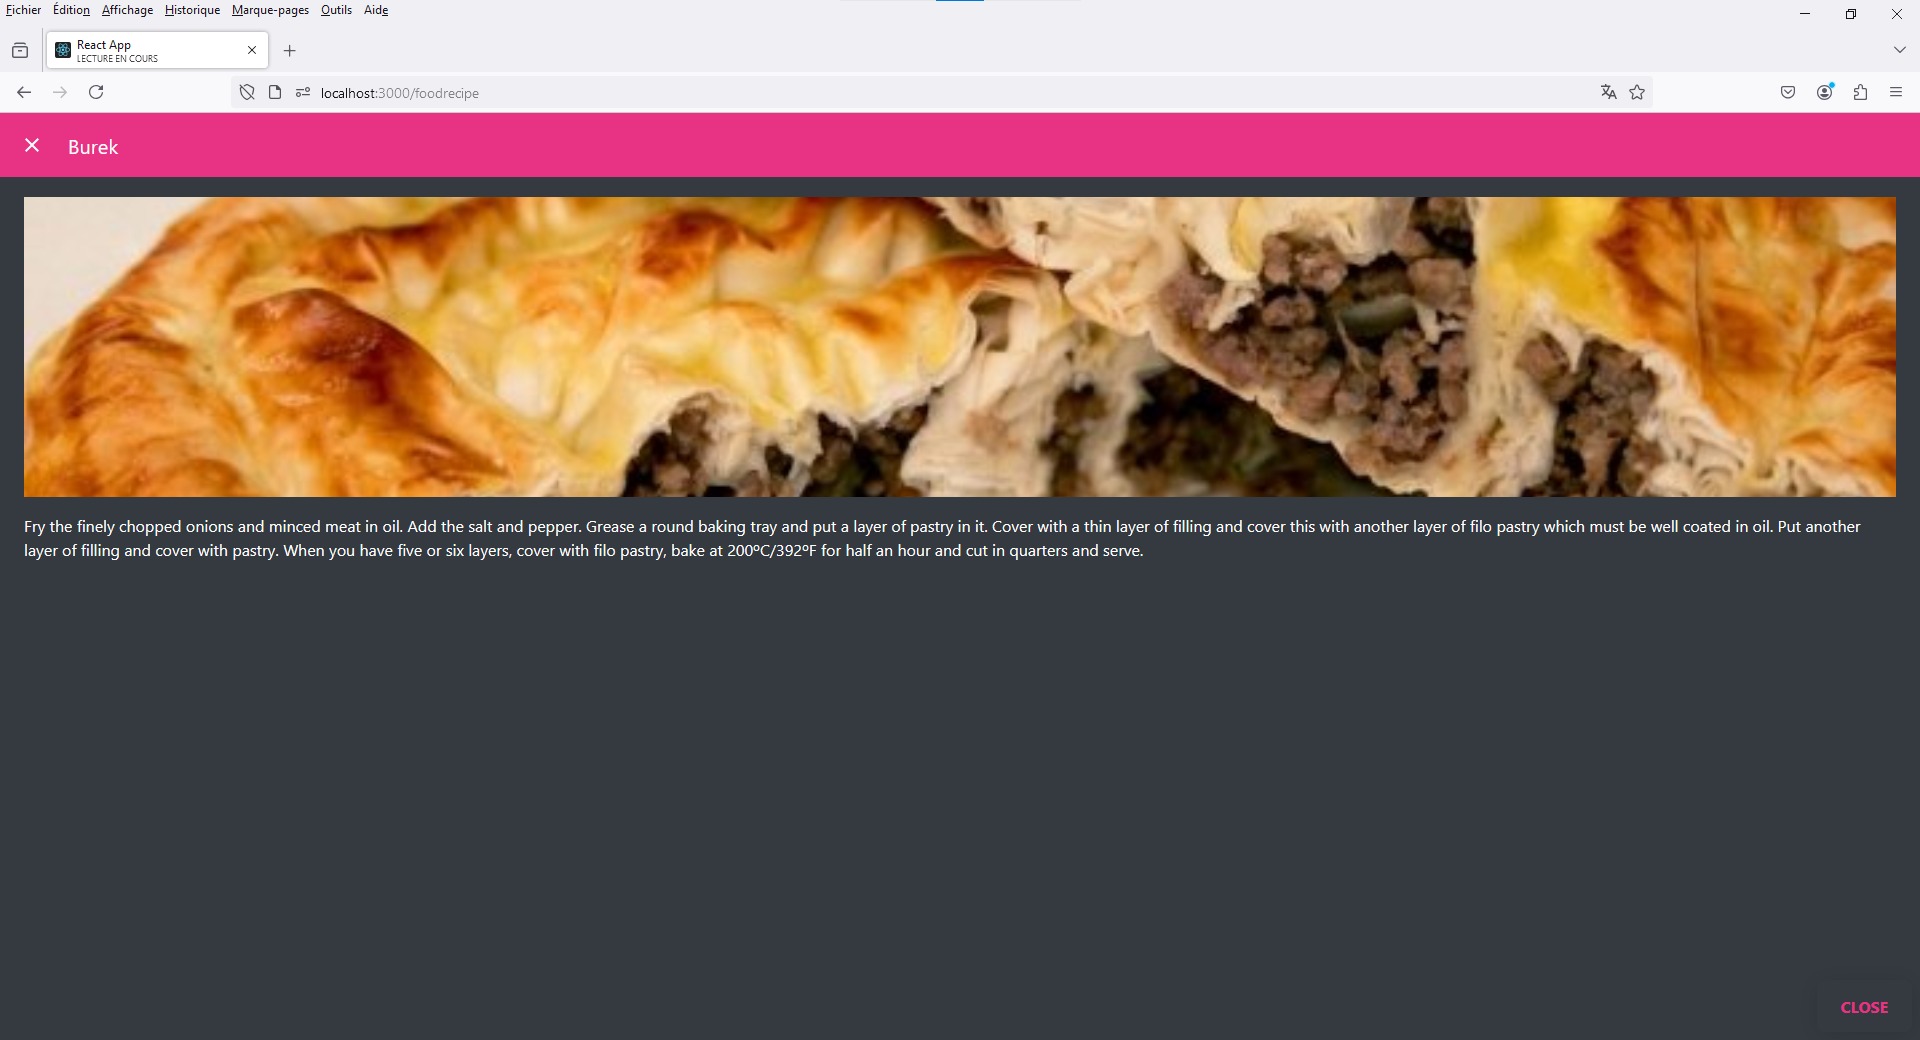 Fichier Édition Affichage Historique Marque-pages Outils Aide
React App
LECTURE EN COURS
localhost:3000/foodrecipe
Burek
Fry the finely chopped onions and minced meat in oil. Add the salt and pepper. Grease a round baking tray and put a layer of pastry in it. Cover with a thin layer of filling and cover this with another layer of filo pastry which must be well coated in oil. Put another
layer of filling and cover with pastry. When you have five or six layers, cover with filo pastry, bake at 200ºC/392ºF for half an hour and cut in quarters and serve.
CLOSE